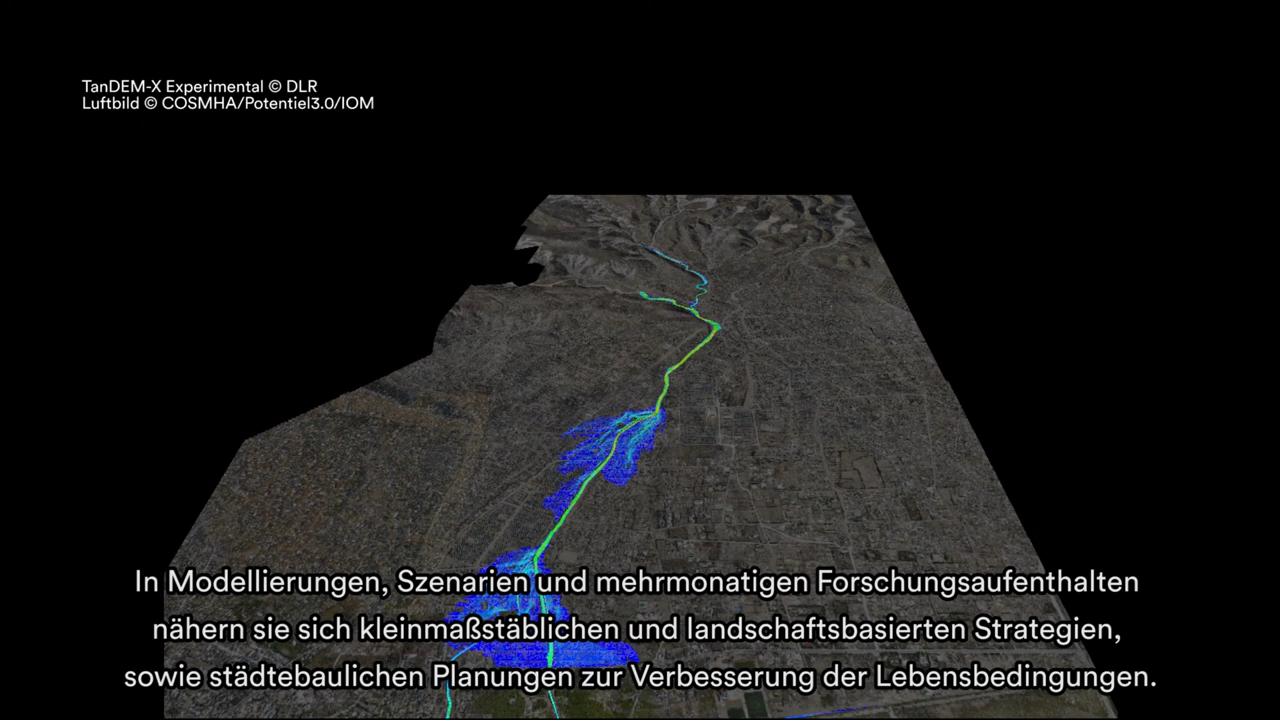 TanDEM-X Experimental © DLR
Luftbild © COSMHA/Potentiel3.0/IOM
In Modellierungen, Szenarien und mehrmonatigen Forschungsaufenthalten
nähern sie sich kleinmaßstäblichen und landschaftsbasierten Strategien,
sowie städtebaulichen Planungen zur Verbesserung der Lebensbedingungen.